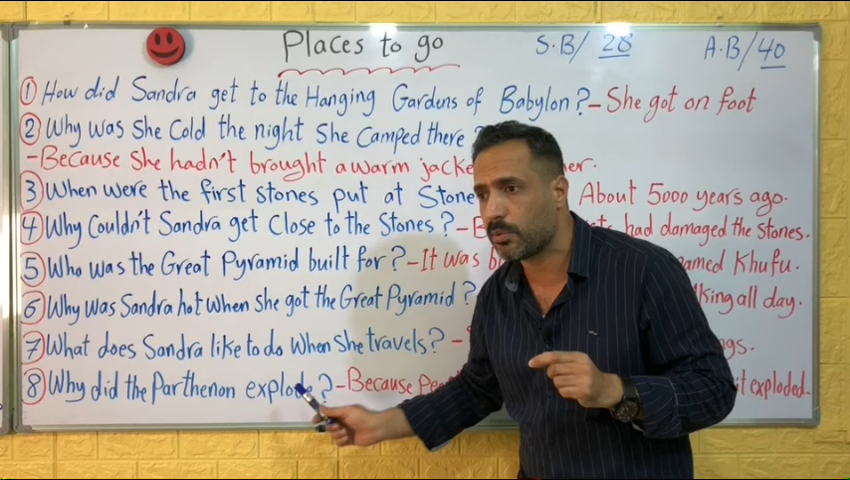 Places to go
S.B/ 28
A.B/ 40
1 How did Sandra get to the Hanging Gardens of Babylon? - She got on foot
2 Why was She Cold the night She Camped there ?
- Because She hadn't brought a warm
3 When were the first stones put at About 5000 years ago.
4 Why Couldn't Sandra get Close to the Stones ? - had damaged the Stones.
5 Who was the Great Pyramid built for ? - It was Khufu.
6 Why was Sandra hot when She got the Great Pyramid ? all day.
7 What does Sandra like to do When She travels ? -
8 Why did the Parthenon explode ? - Because it exploded.